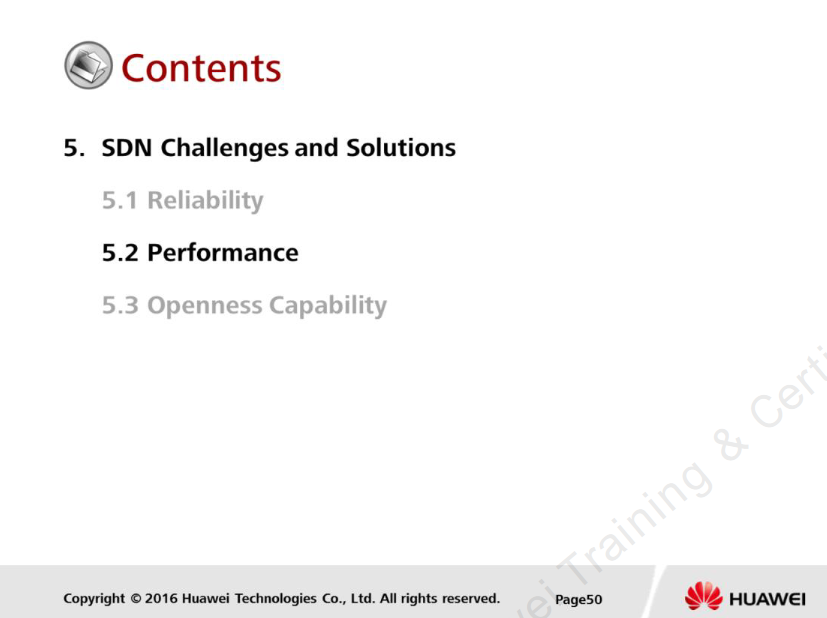 Contents
5. SDN Challenges and Solutions
5.1 Reliability
5.2 Performance
5.3 Openness Capability
ei Training & Certi
Copyright © 2016 Huawei Technologies Co., Ltd. All rights reserved.
Page50
HUAWEI